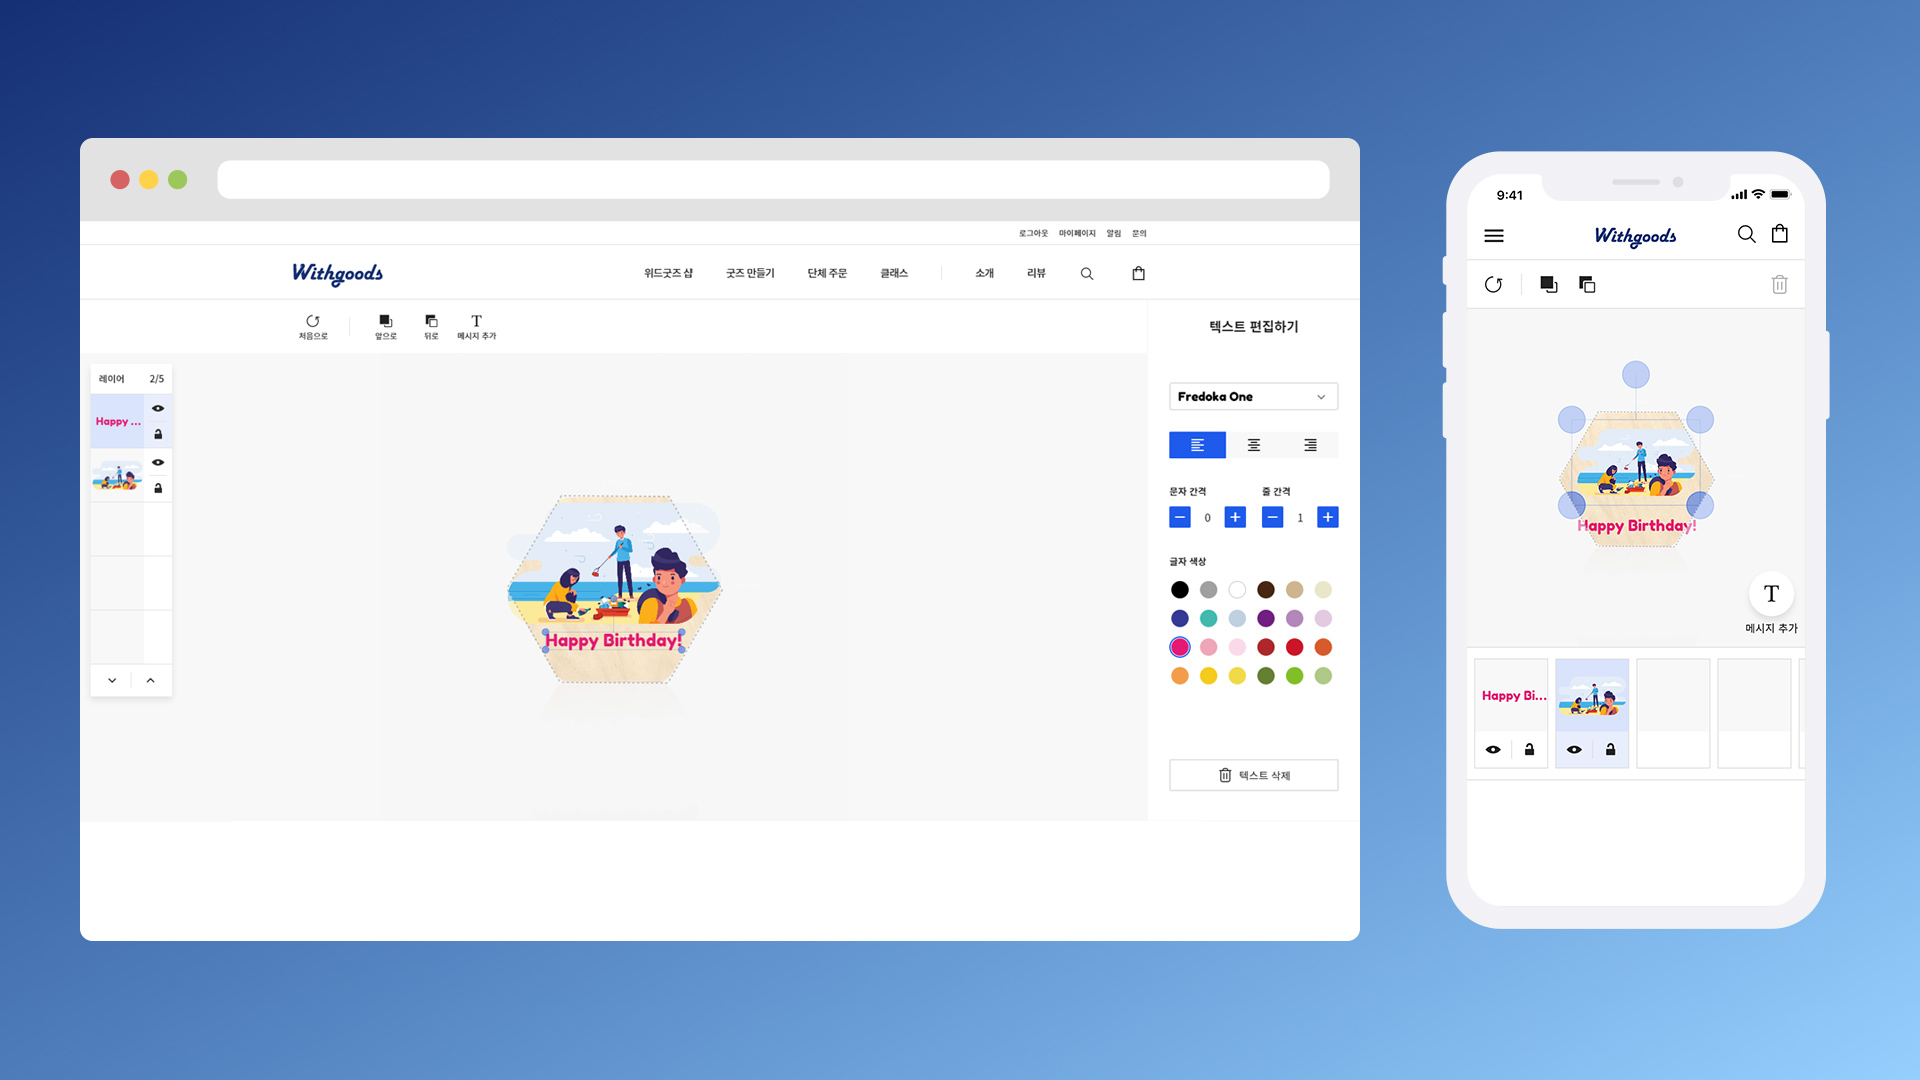 로그아웃 마이페이지 알림 문의
Withgoods
위드굿즈 샵 굿즈 만들기 단체 주문 클래스 소개 리뷰
처음으로 앞으로 뒤로 메시지 추가
텍스트 편집하기
레이어 2/5
Happy ...
Fredoka One
문자 간격 줄 간격
0 1
글자 색상
Happy Birthday!
텍스트 삭제
9:41
Withgoods
Happy Birthday!
T
메시지 추가
Happy Bi...